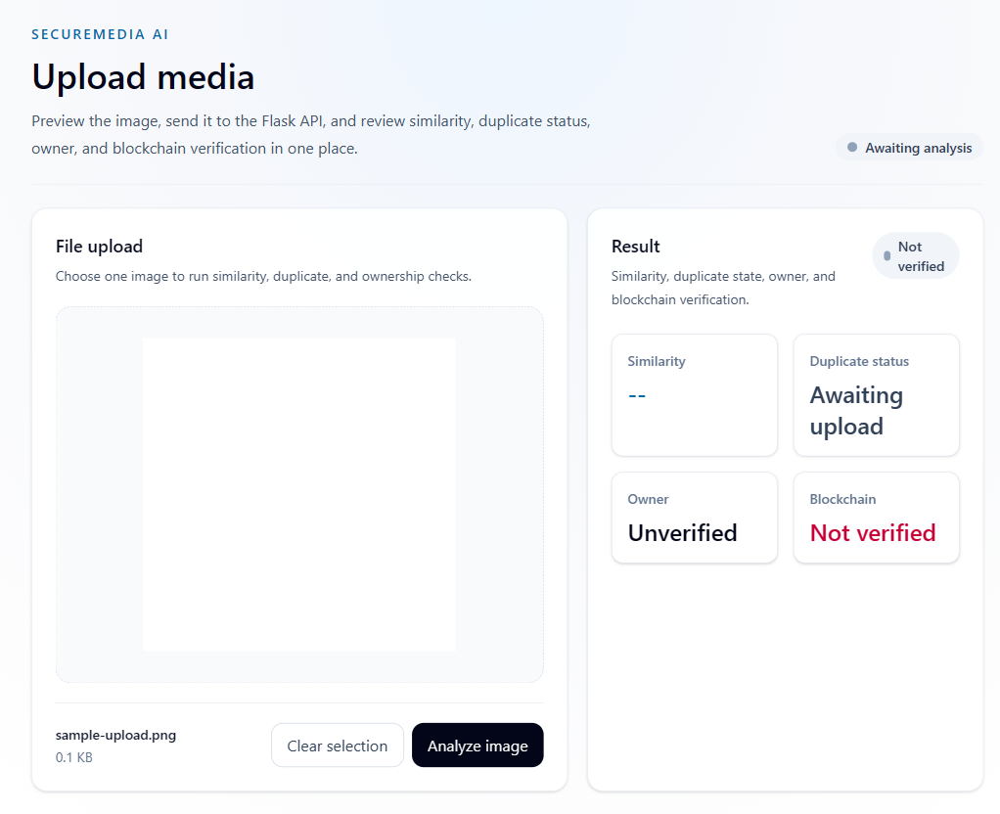 SECUREMEDIA AI
Upload media
Preview the image, send it to the Flask API, and review similarity, duplicate status,
owner, and blockchain verification in one place.
Awaiting analysis
File upload
Choose one image to run similarity, duplicate, and ownership checks.
sample-upload.png
0.1 KB
Clear selection
Analyze image
Result
Similarity, duplicate state, owner, and
blockchain verification.
Not
verified
Similarity
--
Duplicate status
Awaiting
upload
Owner
Unverified
Blockchain
Not verified